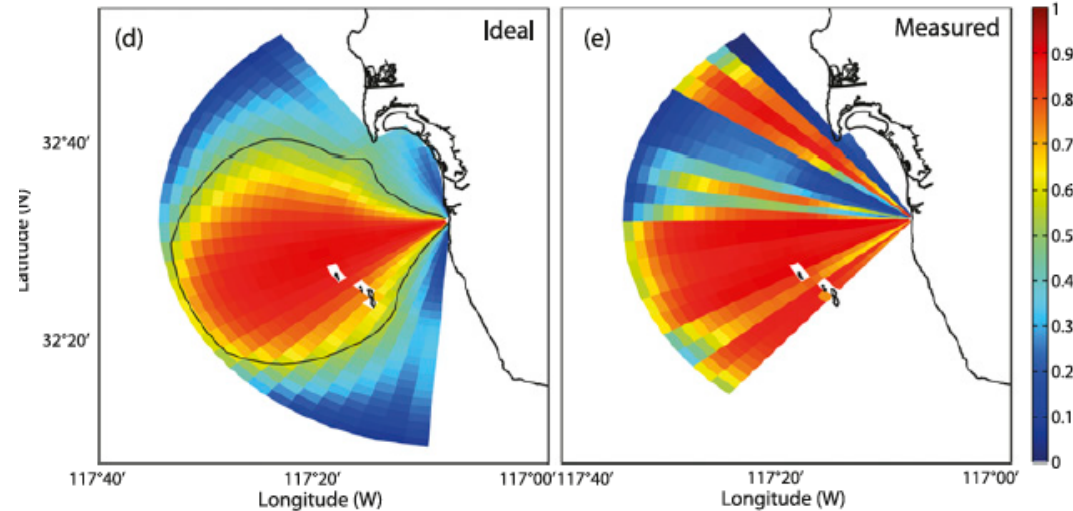 (d)
Ideal
(e)
Measured
1
0.9
0.8
0.7
0.6
0.5
0.4
0.3
0.2
0.1
0
32°40′
32°20′
Latitude (N)
117°40′
117°20′
117°00′
117°40′
117°20′
117°00′
Longitude (W)
Longitude (W)